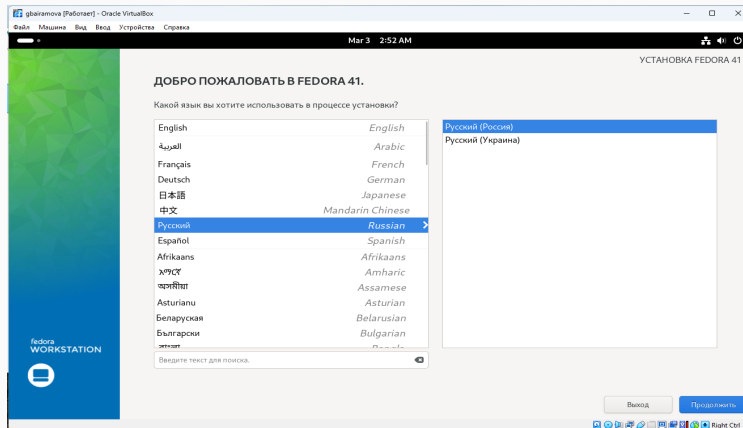 gbairamova [Работает] - Oracle VirtualBox
Файл Машина Вид Ввод Устройства Справка
Mar 3 2:52 AM
УСТАНОВКА FEDORA 41
ДОБРО ПОЖАЛОВАТЬ В FEDORA 41.
Какой язык вы хотите использовать в процессе установки?
English English
العربية Arabic
Français French
Deutsch German
日本語 Japanese
中文 Mandarin Chinese
Русский Russian
Español Spanish
Afrikaans Afrikaans
አማርኛ Amharic
অসমীয়া Assamese
Asturianu Asturian
Беларуская Belarusian
Български Bulgarian
Русский (Россия)
Русский (Украина)
Введите текст для поиска.
fedora
WORKSTATION
Выход Продолжить
Right Ctrl